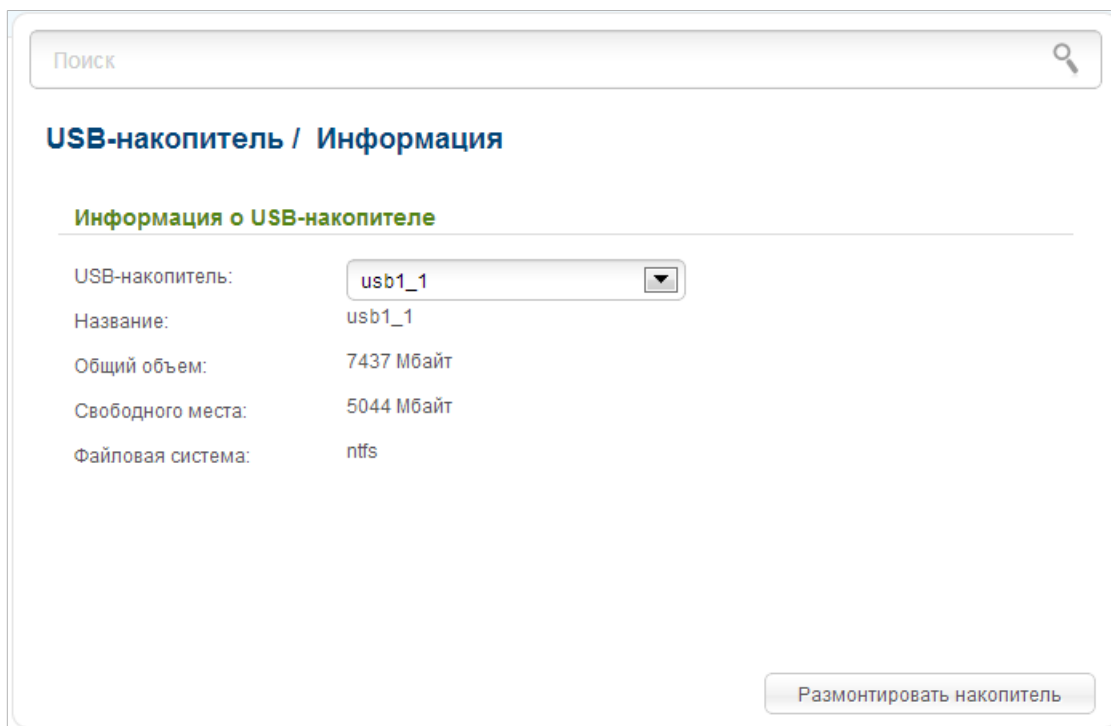 Поиск
USB-накопитель / Информация
Информация о USB-накопителе
USB-накопитель: usb1_1
Название: usb1_1
Общий объем: 7437 Мбайт
Свободного места: 5044 Мбайт
Файловая система: ntfs
Размонтировать накопитель